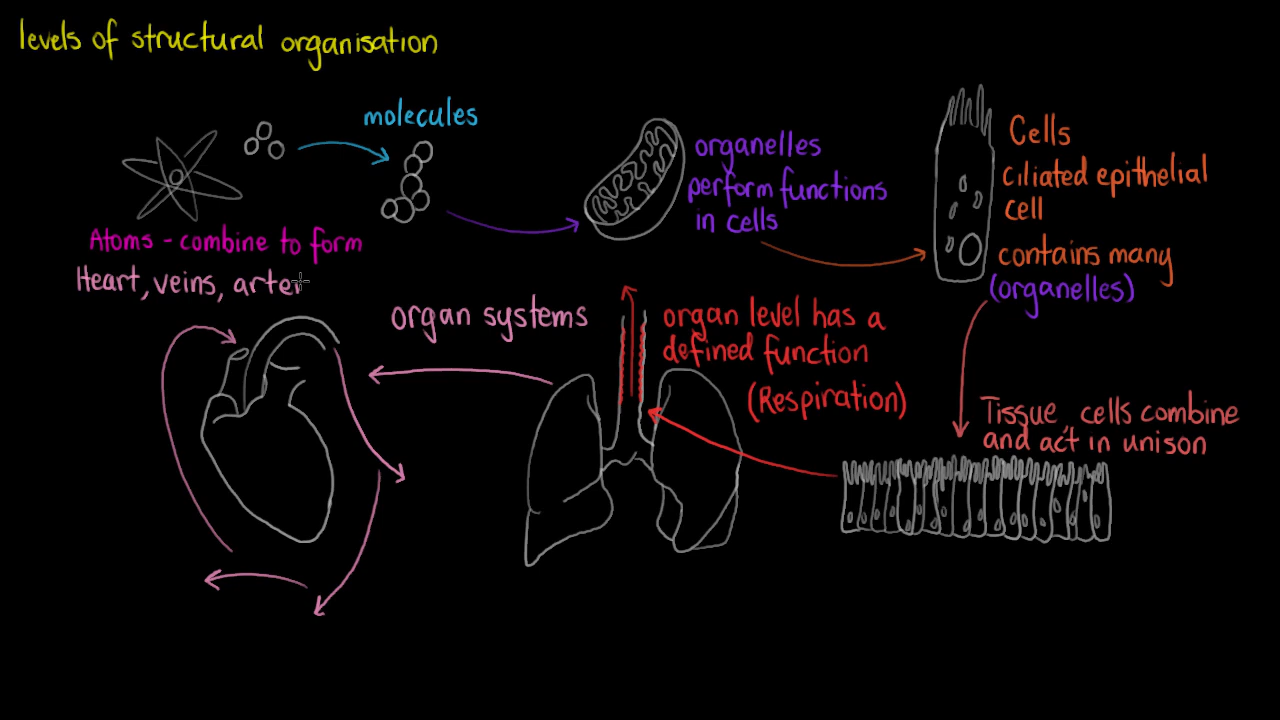 levels of structural organisation
molecules
Atoms - combine to form
organelles
perform functions
in cells
Cells
ciliated epithelial
cell
contains many
(organelles)
Tissue, cells combine
and act in unison
organ level has a
defined function
(Respiration)
organ systems
Heart, veins, arter